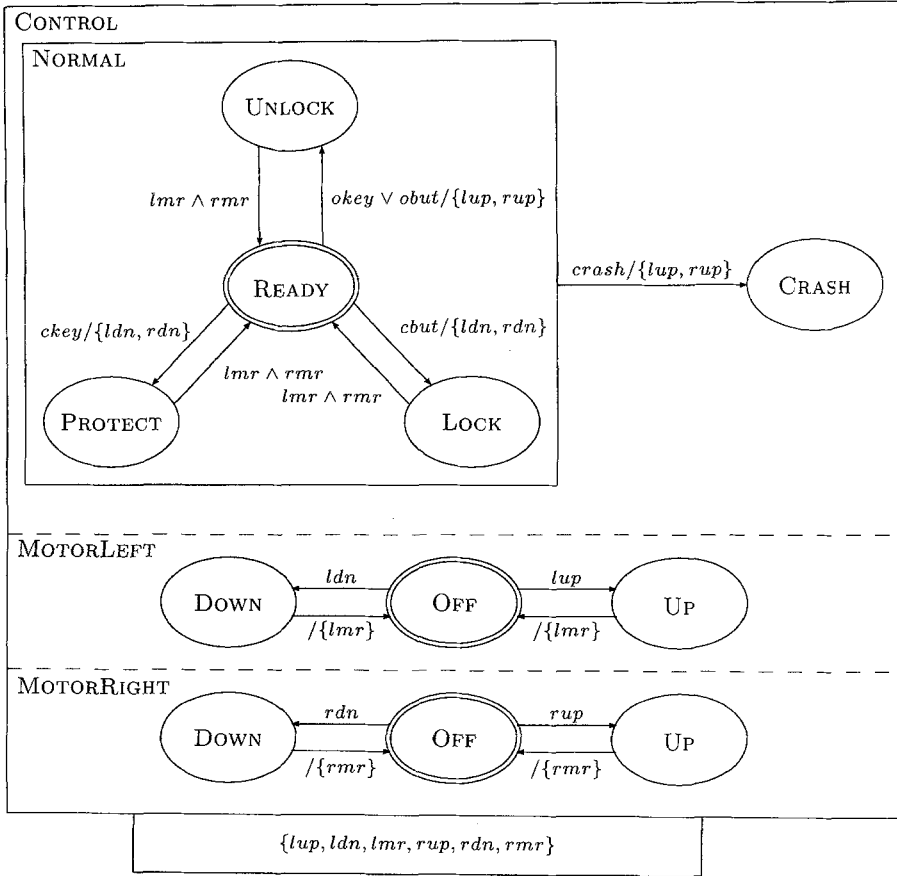 CONTROL
NORMAL
UNLOCK
lmr ∧ rmr
okey ∨ obut/{lup, rup}
READY
crash/{lup, rup}
CRASH
ckey/{ldn, rdn}
cbut/{ldn, rdn}
lmr ∧ rmr
lmr ∧ rmr
PROTECT
LOCK
MOTORLEFT
ldn
lup
DOWN
OFF
UP
/{lmr}
/{lmr}
MOTORRIGHT
rdn
rup
DOWN
OFF
UP
/{rmr}
/{rmr}
{lup, ldn, lmr, rup, rdn, rmr}